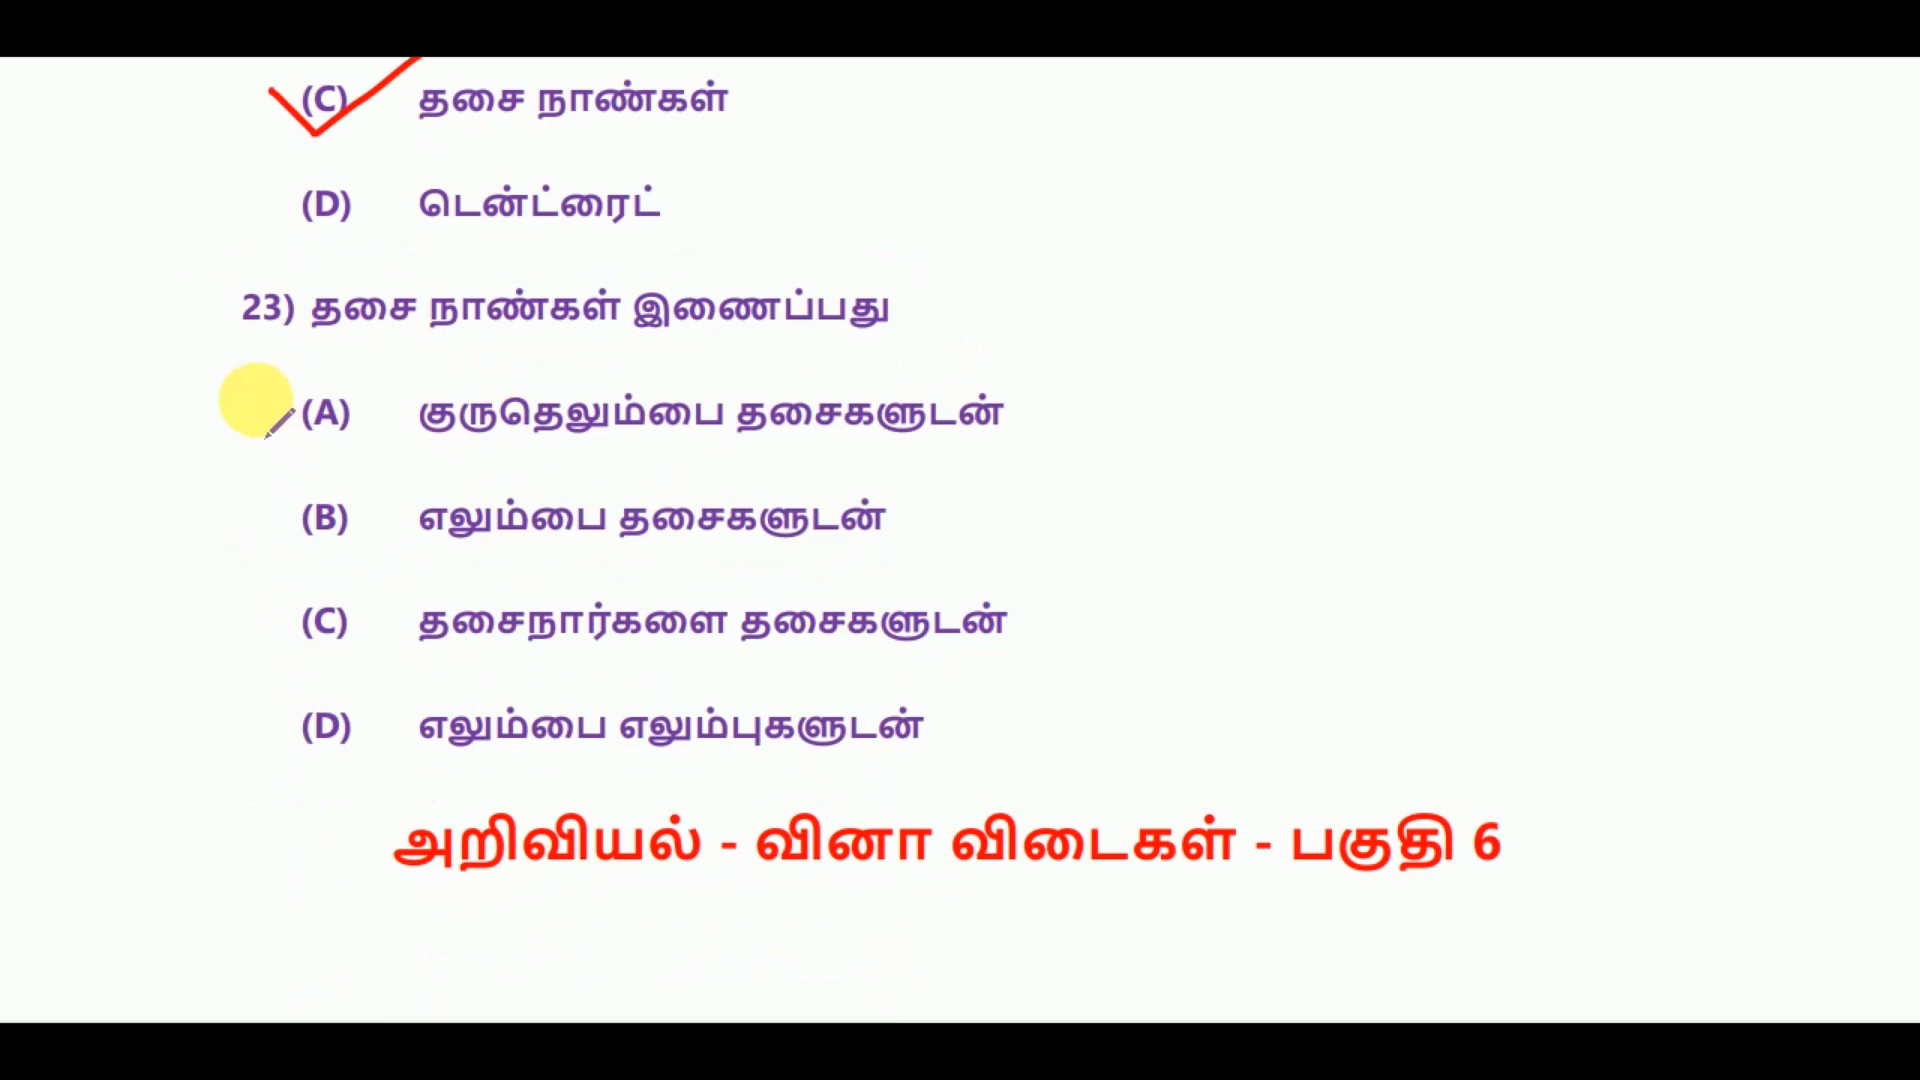 (C) தசை நாண்கள்
(D) டென்ட்ரைட்
23) தசை நாண்கள் இணைப்பது
(A) குருதெலும்பை தசைகளுடன்
(B) எலும்பை தசைகளுடன்
(C) தசைநார்களை தசைகளுடன்
(D) எலும்பை எலும்புகளுடன்
அறிவியல் - வினா விடைகள் - பகுதி 6